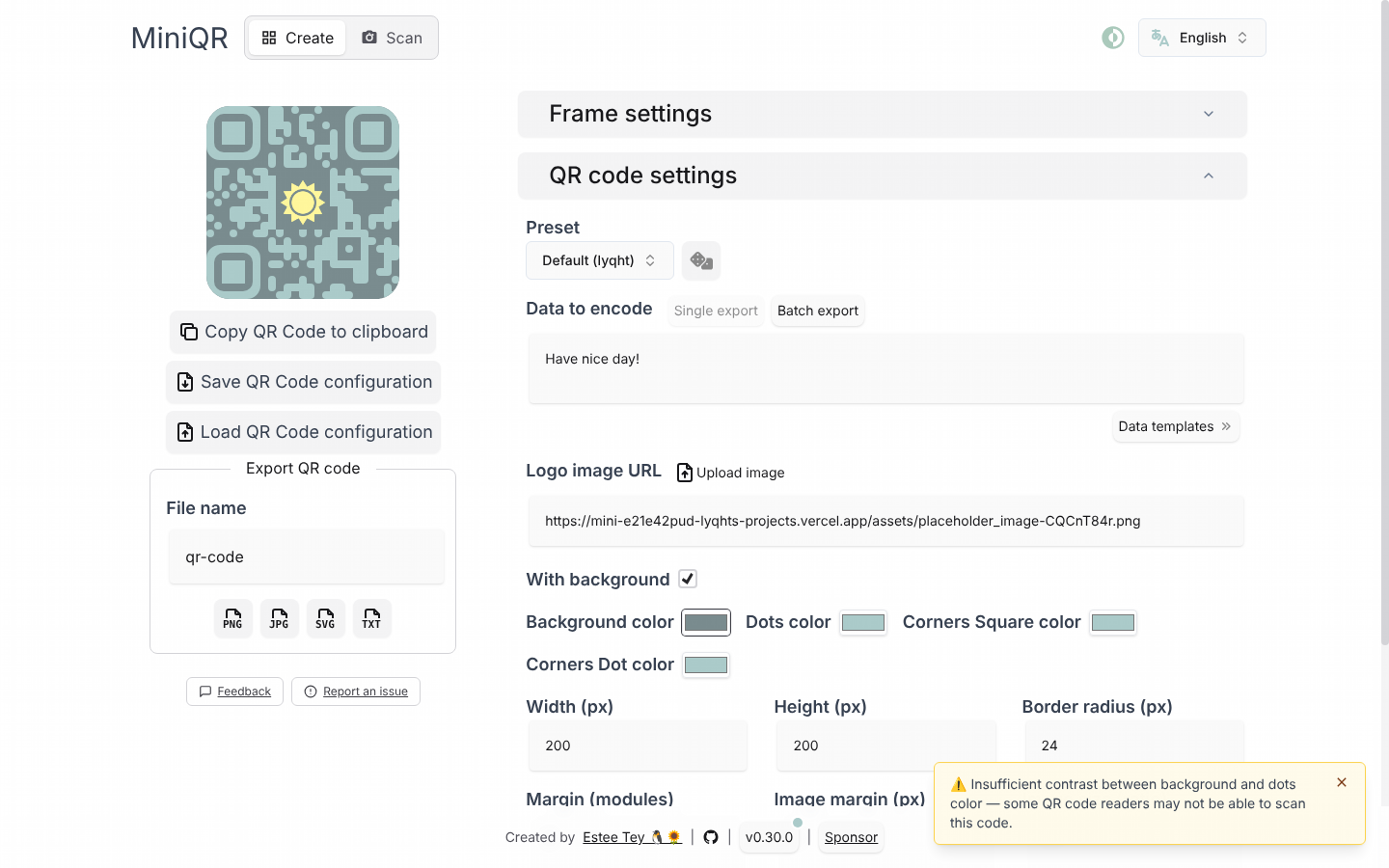 MiniQR
Create
Scan
English
Frame settings
QR code settings
Preset
Default (lyqht)
Data to encode
Single export
Batch export
Have nice day!
Data templates
Logo image URL
Upload image
https://mini-e21e42pud-lyqhts-projects.vercel.app/assets/placeholder_image-CQCnT84r.png
With background
Background color
Dots color
Corners Square color
Corners Dot color
Width (px)
Height (px)
Border radius (px)
200
200
24
Margin (modules)
Image margin (px)
Copy QR Code to clipboard
Save QR Code configuration
Load QR Code configuration
Export QR code
File name
qr-code
PNG
JPG
SVG
TXT
Feedback
Report an issue
⚠️ Insufficient contrast between background and dots
color — some QR code readers may not be able to scan
this code.
Created by Estee Tey 🐧🌻 | | v0.30.0 | Sponsor